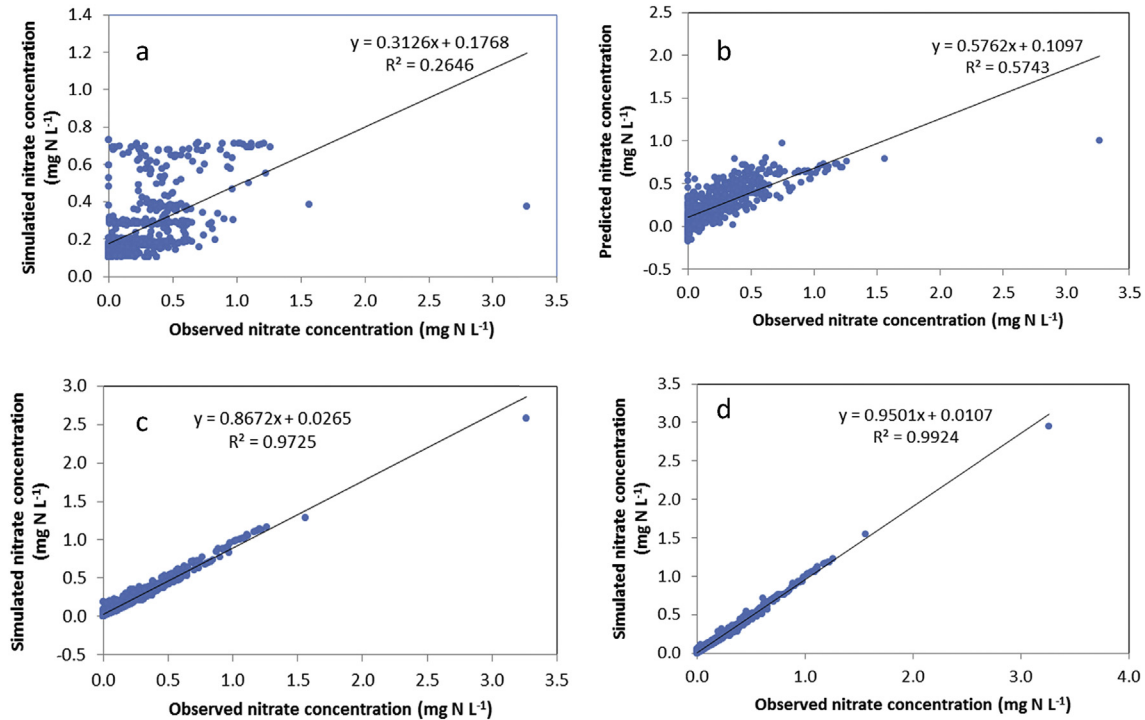 a
y = 0.3126x + 0.1768
R² = 0.2646
Simulatied nitrate concentration
(mg N L⁻¹)
1.4
1.2
1.0
0.8
0.6
0.4
0.2
0.0
0.0 0.5 1.0 1.5 2.0 2.5 3.0 3.5
Observed nitrate concentration (mg N L⁻¹)
b
y = 0.5762x + 0.1097
R² = 0.5743
Predicted nitrate concentration
(mg N L⁻¹)
2.5
2.0
1.5
1.0
0.5
0.0
-0.5
0.0 0.5 1.0 1.5 2.0 2.5 3.0 3.5
Observed nitrate concentration (mg N L⁻¹)
c
y = 0.8672x + 0.0265
R² = 0.9725
Simulated nitrate concentration
(mg N L⁻¹)
3.0
2.5
2.0
1.5
1.0
0.5
0.0
-0.5
0.0 0.5 1.0 1.5 2.0 2.5 3.0 3.5
Observed nitrate concentration (mg N L⁻¹)
d
y = 0.9501x + 0.0107
R² = 0.9924
Simulated nitrate concentration
(mg N L⁻¹)
3.5
3.0
2.5
2.0
1.5
1.0
0.5
0.0
0.0 1.0 2.0 3.0 4.0
Observed nitrate concentration (mg N L⁻¹)